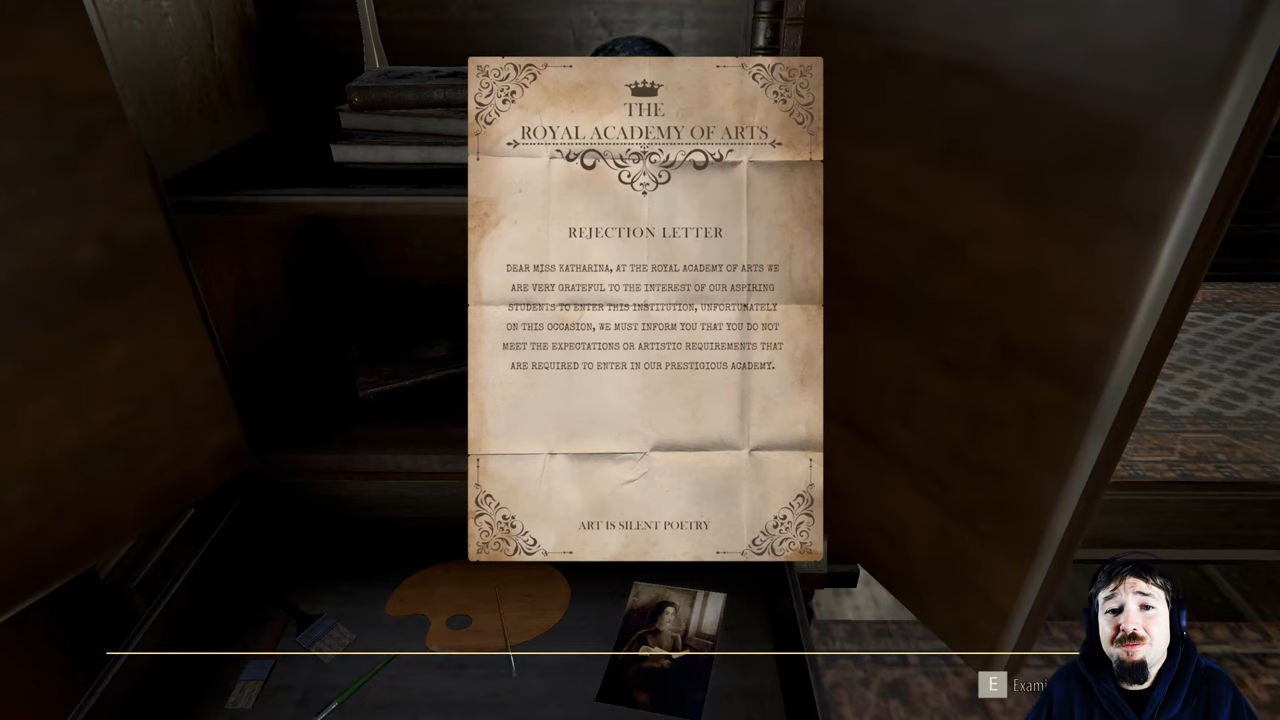 THE
ROYAL ACADEMY OF ARTS
REJECTION LETTER
DEAR MISS KATHARINA, AT THE ROYAL ACADEMY OF ARTS WE
ARE VERY GRATEFUL TO THE INTEREST OF OUR ASPIRING
STUDENTS TO ENTER THIS INSTITUTION, UNFORTUNATELY
ON THIS OCCASION, WE MUST INFORM YOU THAT YOU DO NOT
MEET THE EXPECTATIONS OR ARTISTIC REQUIREMENTS THAT
ARE REQUIRED TO ENTER IN OUR PRESTIGIOUS ACADEMY.
ART IS SILENT POETRY
E Exami